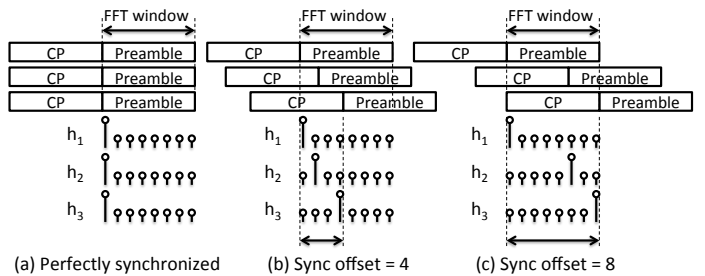 FFT window FFT window FFT window
CP Preamble CP Preamble CP Preamble
CP Preamble CP Preamble CP Preamble
CP Preamble CP Preamble CP Preamble
h1 h1 h1
h2 h2 h2
h3 h3 h3
(a) Perfectly synchronized (b) Sync offset = 4 (c) Sync offset = 8